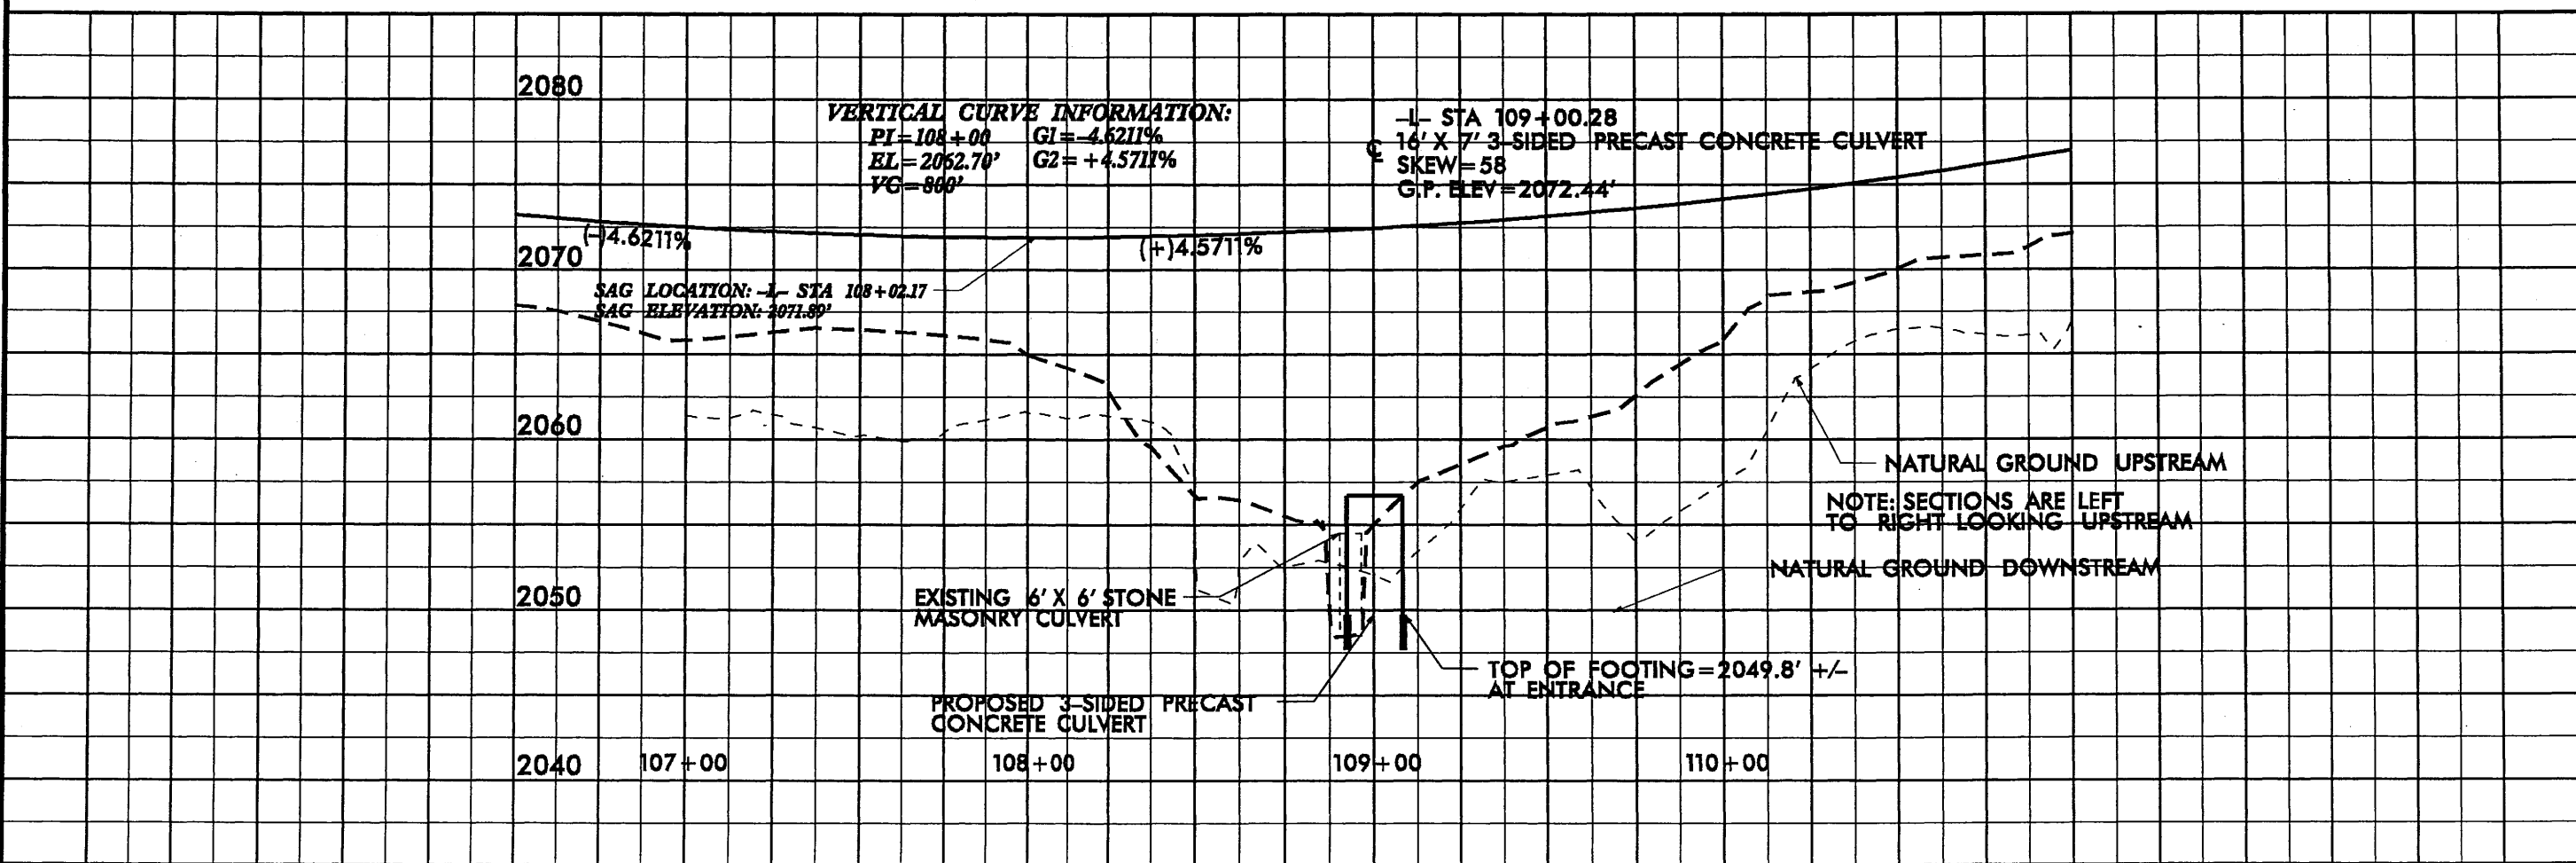 2080
VERTICAL CURVE INFORMATION:
PI=108+00 G1=-4.6211%
EL=2062.70' G2=+4.5711%
VC=800'
-L- STA 109+00.28
℄ 16' X 7' 3-SIDED PRECAST CONCRETE CULVERT
SKEW=58
G.P. ELEV=2072.44'
(-)4.6211%
(+)4.5711%
2070
SAG LOCATION: -L- STA 108+02.17
SAG ELEVATION: 2071.89'
2060
NATURAL GROUND UPSTREAM
NOTE: SECTIONS ARE LEFT
TO RIGHT LOOKING UPSTREAM
NATURAL GROUND DOWNSTREAM
2050
EXISTING 6' X 6' STONE
MASONRY CULVERT
TOP OF FOOTING=2049.8' +/-
AT ENTRANCE
PROPOSED 3-SIDED PRECAST
CONCRETE CULVERT
2040 107+00 108+00 109+00 110+00